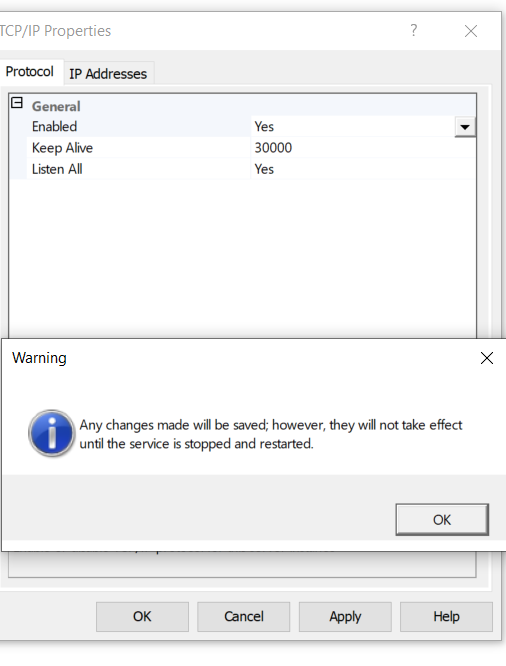 TCP/IP Properties
?
Protocol
IP Addresses
General
Enabled Yes
Keep Alive 30000
Listen All Yes
Warning
Any changes made will be saved; however, they will not take effect
until the service is stopped and restarted.
OK
OK Cancel Apply Help